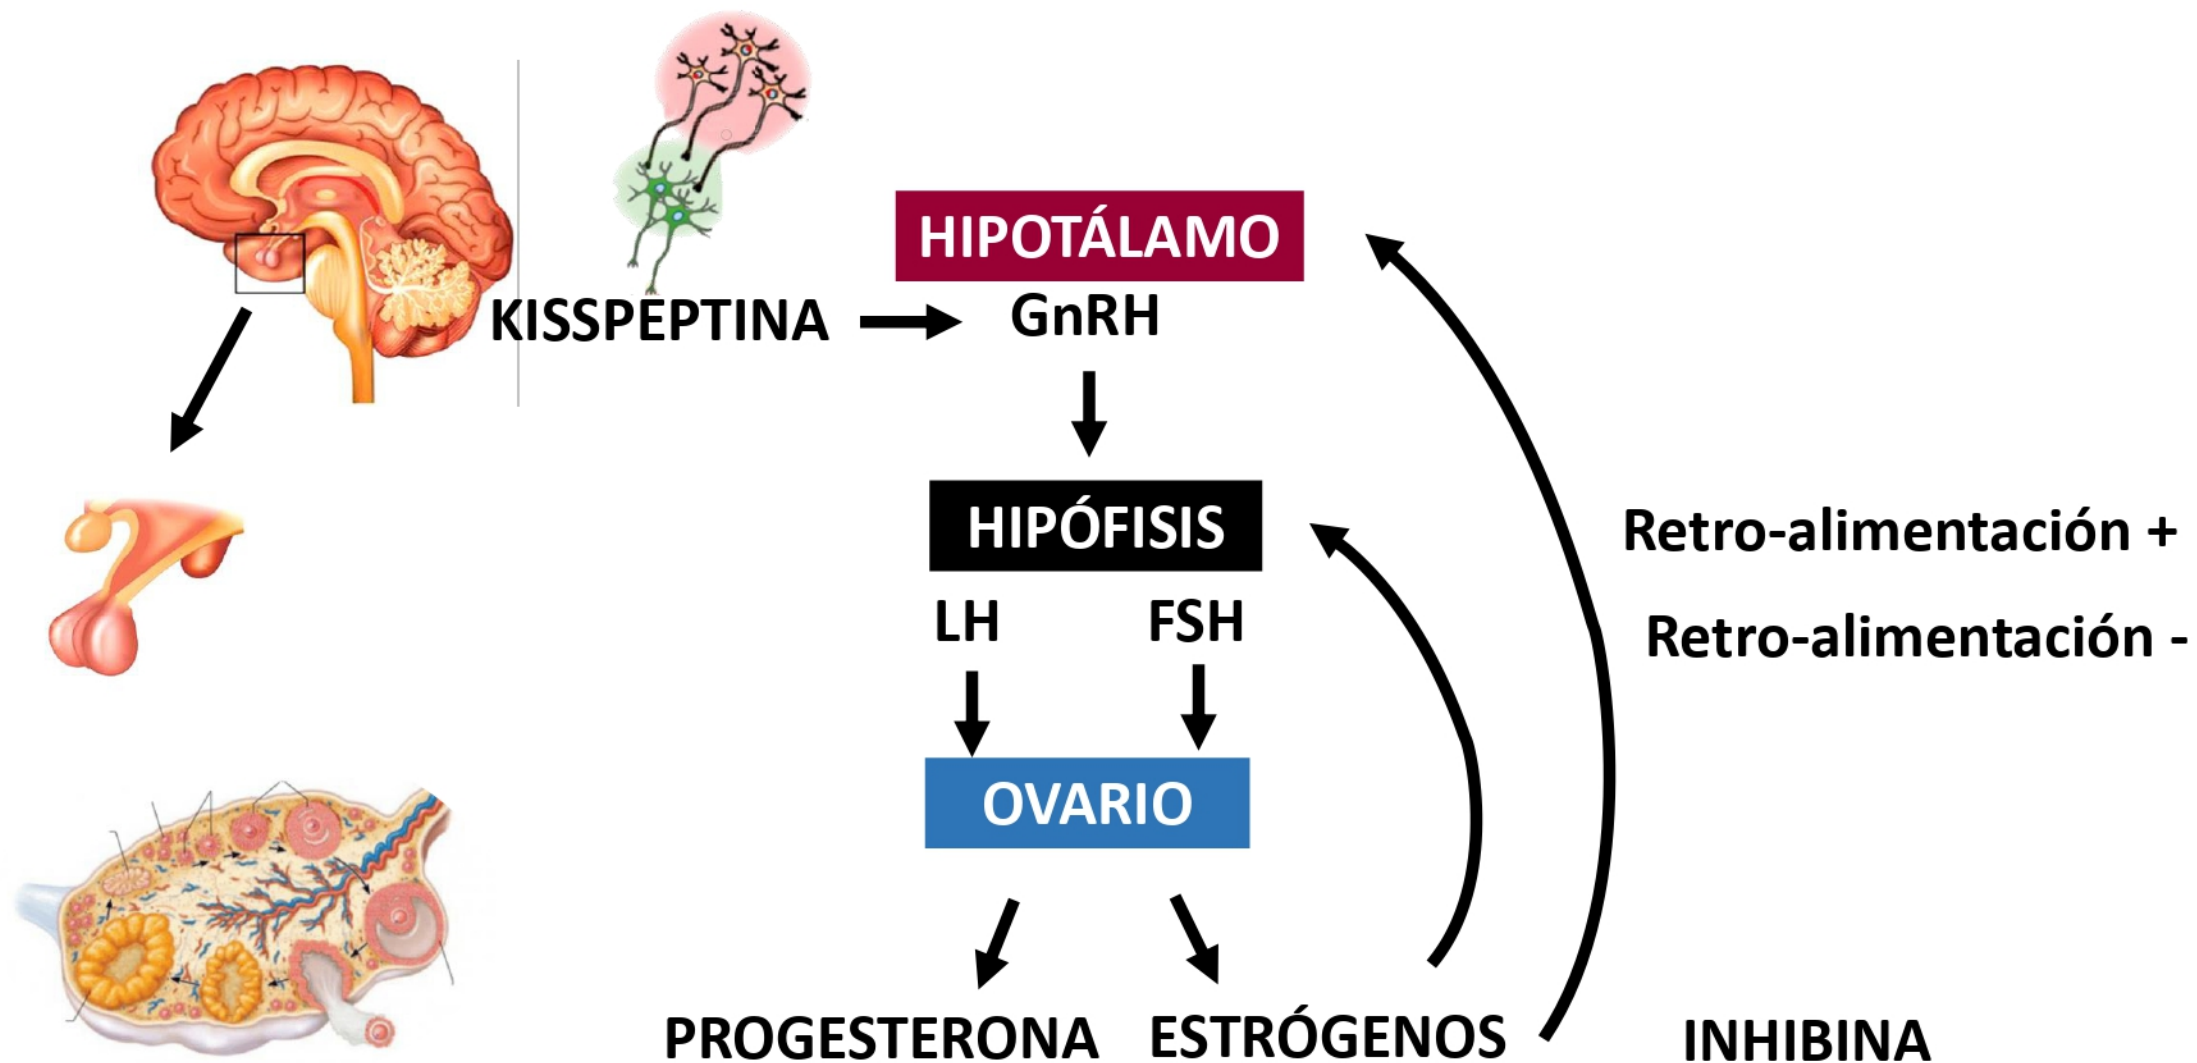 HIPOTÁLAMO
KISSPEPTINA
GnRH
HIPÓFISIS
Retro-alimentación +
LH
FSH
Retro-alimentación -
OVARIO
PROGESTERONA
ESTRÓGENOS
INHIBINA